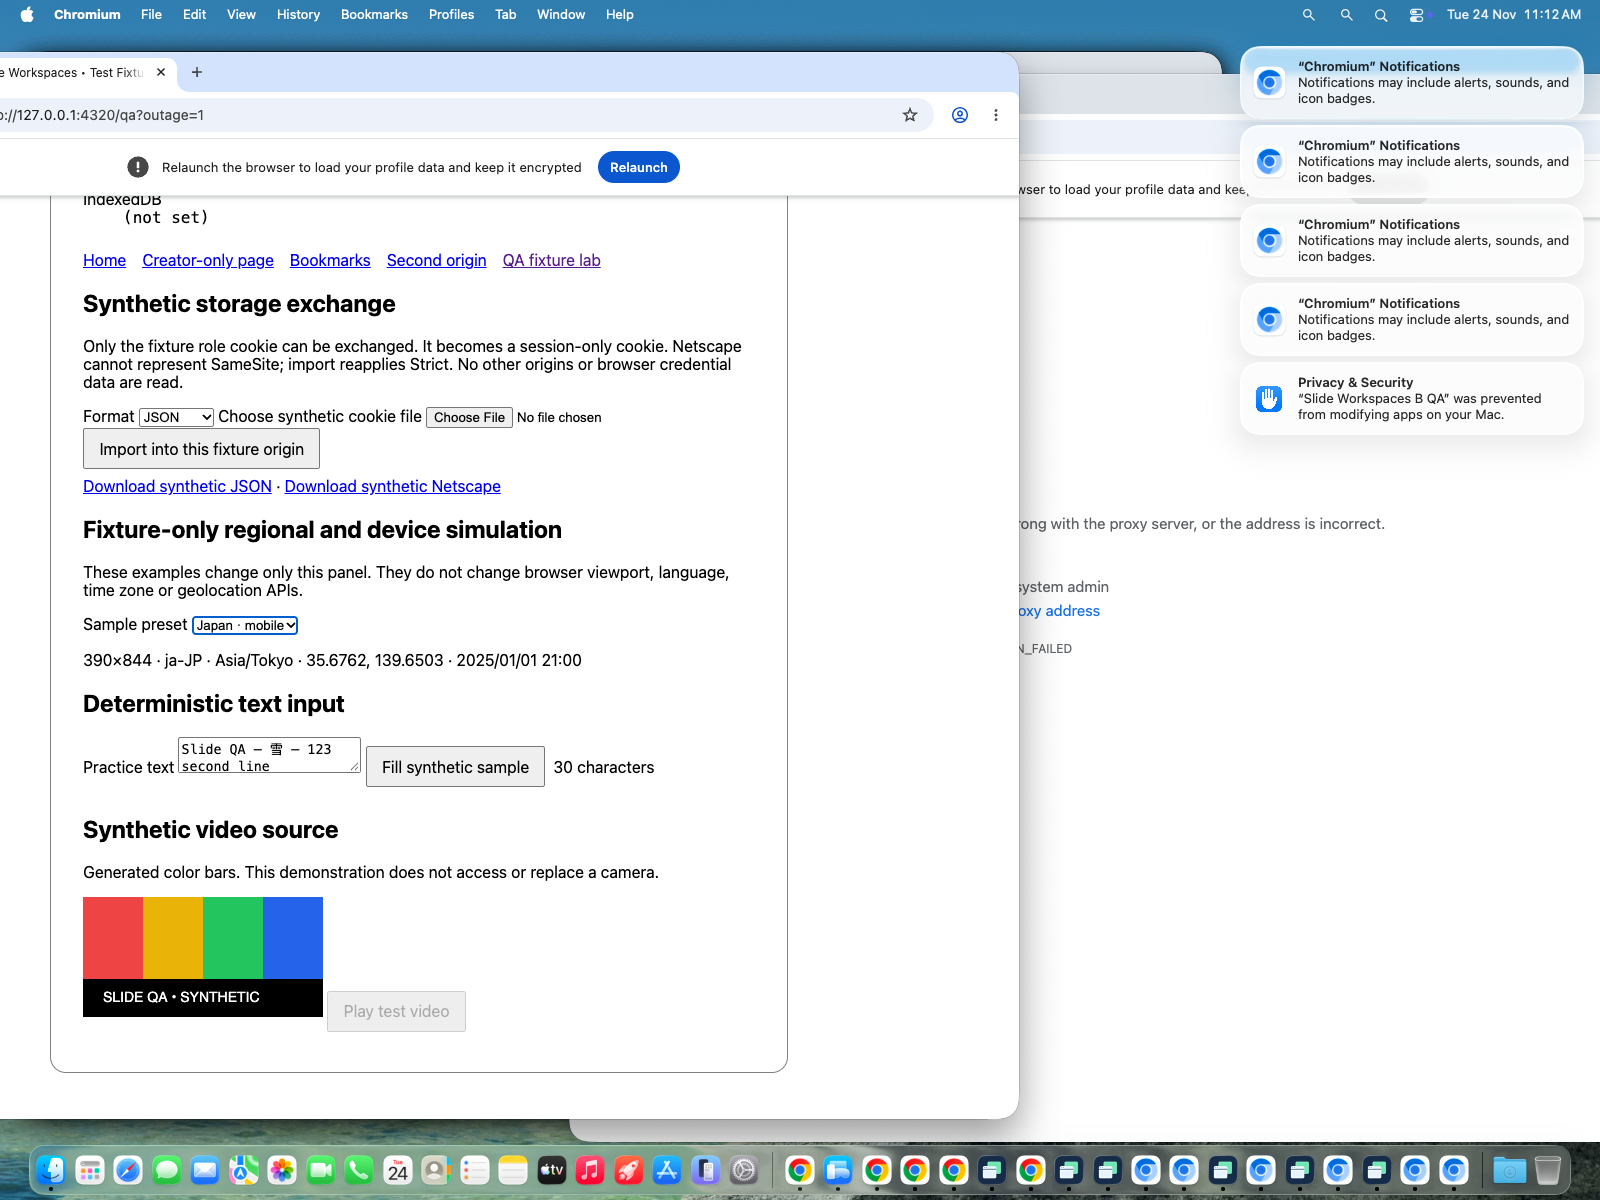 Chromium File Edit View History Bookmarks Profiles Tab Window Help
Tue 24 Nov 11:12 AM
Workspaces • Test Fixtu
://127.0.0.1:4320/qa?outage=1
Relaunch the browser to load your profile data and keep it encrypted
Relaunch
IndexedDB
(not set)
Home Creator-only page Bookmarks Second origin QA fixture lab
Synthetic storage exchange
Only the fixture role cookie can be exchanged. It becomes a session-only cookie. Netscape
cannot represent SameSite; import reapplies Strict. No other origins or browser credential
data are read.
Format JSON Choose synthetic cookie file Choose File No file chosen
Import into this fixture origin
Download synthetic JSON · Download synthetic Netscape
Fixture-only regional and device simulation
These examples change only this panel. They do not change browser viewport, language,
time zone or geolocation APIs.
Sample preset Japan · mobile
390×844 · ja-JP · Asia/Tokyo · 35.6762, 139.6503 · 2025/01/01 21:00
Deterministic text input
Practice text
Slide QA — 雪 — 123
second line
Fill synthetic sample
30 characters
Synthetic video source
Generated color bars. This demonstration does not access or replace a camera.
SLIDE QA • SYNTHETIC
Play test video
wser to load your profile data and kee
rong with the proxy server, or the address is incorrect.
system admin
oxy address
N_FAILED
“Chromium” Notifications
Notifications may include alerts, sounds, and
icon badges.
“Chromium” Notifications
Notifications may include alerts, sounds, and
icon badges.
“Chromium” Notifications
Notifications may include alerts, sounds, and
icon badges.
“Chromium” Notifications
Notifications may include alerts, sounds, and
icon badges.
Privacy & Security
“Slide Workspaces B QA” was prevented
from modifying apps on your Mac.
Tue
24
tv